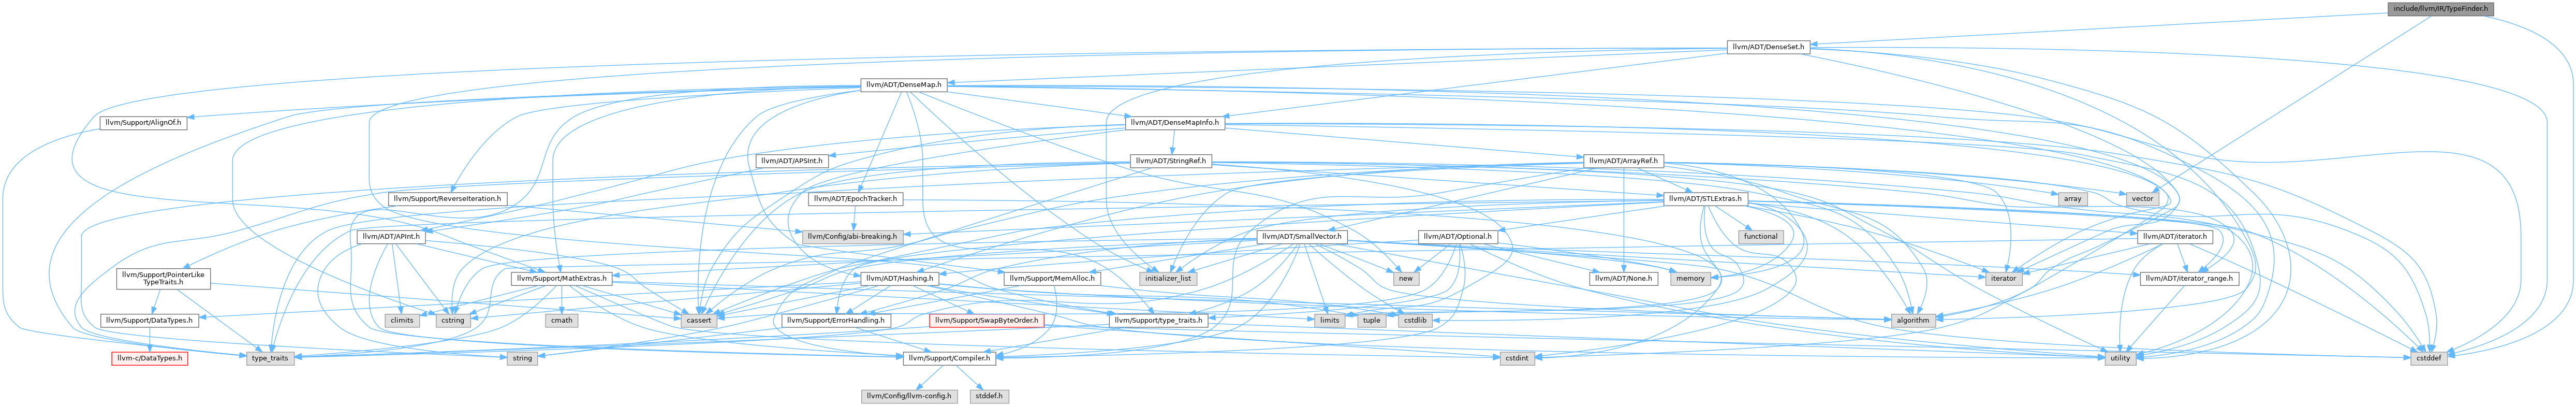 include/llvm/IR/TypeFinder.h
llvm/ADT/DenseSet.h
llvm/ADT/DenseMap.h
llvm/Support/AlignOf.h
llvm/ADT/DenseMapInfo.h
llvm/ADT/APSInt.h
llvm/ADT/StringRef.h
llvm/ADT/ArrayRef.h
llvm/Support/ReverseIteration.h
llvm/ADT/EpochTracker.h
llvm/ADT/STLExtras.h
array
vector
llvm/ADT/APInt.h
llvm/Config/abi-breaking.h
llvm/ADT/SmallVector.h
llvm/ADT/Optional.h
functional
llvm/ADT/iterator.h
llvm/Support/PointerLike
TypeTraits.h
llvm/Support/MathExtras.h
llvm/ADT/Hashing.h
llvm/Support/MemAlloc.h
initializer_list
new
llvm/ADT/None.h
memory
iterator
llvm/ADT/iterator_range.h
llvm/Support/DataTypes.h
climits
cstring
cmath
cassert
llvm/Support/ErrorHandling.h
llvm/Support/SwapByteOrder.h
llvm/Support/type_traits.h
limits
tuple
cstdlib
algorithm
llvm-c/DataTypes.h
type_traits
string
llvm/Support/Compiler.h
cstdint
utility
cstddef
llvm/Config/llvm-config.h
stddef.h